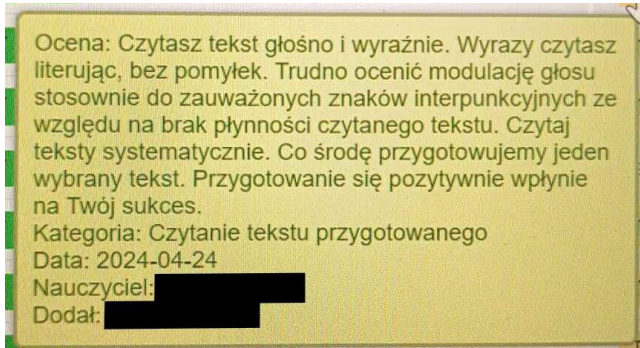 Ocena: Czytasz tekst głośno i wyraźnie. Wyrazy czytasz
literując, bez pomyłek. Trudno ocenić modulację głosu
stosownie do zauważonych znaków interpunkcyjnych ze
względu na brak płynności czytanego tekstu. Czytaj
teksty systematycznie. Co środę przygotowujemy jeden
wybrany tekst. Przygotowanie się pozytywnie wpłynie
na Twój sukces.
Kategoria: Czytanie tekstu przygotowanego
Data: 2024-04-24
Nauczyciel:
Dodał: